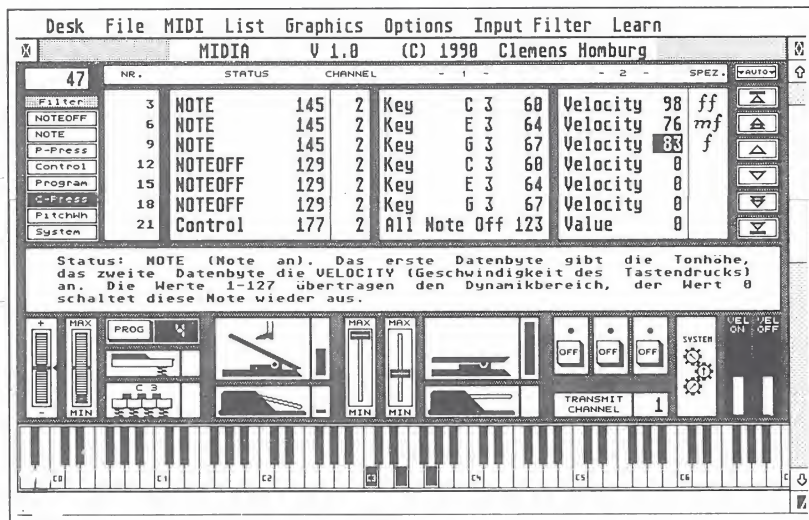 Desk File MIDI List Graphics Options Input Filter Learn
MIDIA V 1.0 (C) 1990 Clemens Homburg
47 NR. STATUS CHANNEL - 1 - - 2 - SPEZ. AUTO
Filter
NOTEOFF
NOTE
P-Press
Control
Program
C-Press
PitchWh
System
3 NOTE 145 2 Key C 3 60 Velocity 98 ff
6 NOTE 145 2 Key E 3 64 Velocity 76 mf
9 NOTE 145 2 Key G 3 67 Velocity 83 f
12 NOTEOFF 129 2 Key C 3 60 Velocity 0
15 NOTEOFF 129 2 Key E 3 64 Velocity 0
18 NOTEOFF 129 2 Key G 3 67 Velocity 0
21 Control 177 2 All Note Off 123 Value 0
Status: NOTE (Note an). Das erste Datenbyte gibt die Tonhöhe,
das zweite Datenbyte die VELOCITY (Geschwindigkeit des Tastendrucks)
an. Die Werte 1-127 übertragen den Dynamikbereich, der Wert 0
schaltet diese Note wieder aus.
+ MAX PROG MAX MAX VEL ON VEL OFF
OFF OFF OFF SYSTEM
C 3
- MIN MIN MIN TRANSMIT CHANNEL 1
C0 C1 C2 C3 C4 C5 C6 C